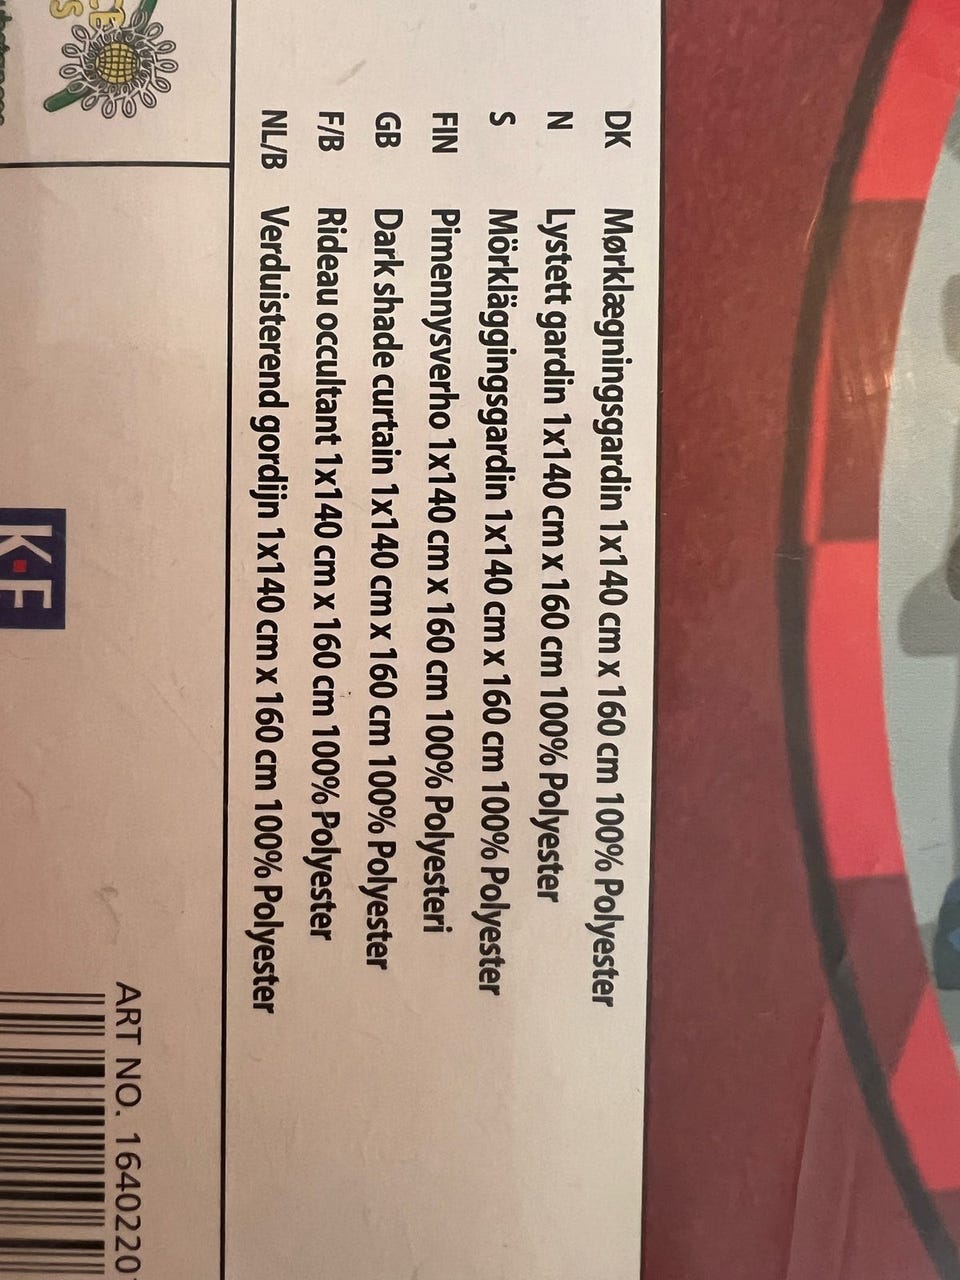 DK Mørklægningsgardin 1x140 cm x 160 cm 100% Polyester
N Lystett gardin 1x140 cm x 160 cm 100% Polyester
S Mörkläggingsgardin 1x140 cm x 160 cm 100% Polyester
FIN Pimennysverho 1x140 cm x 160 cm 100% Polyesteri
GB Dark shade curtain 1x140 cm x 160 cm 100% Polyester
F/B Rideau occultant 1x140 cm x 160 cm 100% Polyester
NL/B Verduisterend gordijn 1x140 cm x 160 cm 100% Polyester
ART NO. 1640220